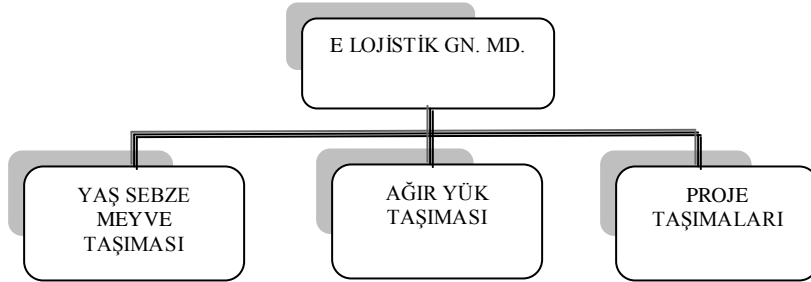 E LOJİSTİK GN. MD.
YAŞ SEBZE
MEYVE
TAŞIMASI
AĞIR YÜK
TAŞIMASI
PROJE
TAŞIMALARI